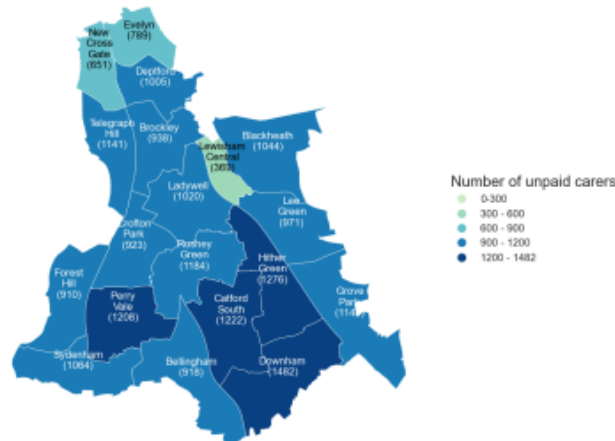 Evelyn
(789)
New
Cross
Gate
(651)
Deptford
(1005)
Telegraph
Hill
(1141)
Brockley
(938)
Blackheath
(1044)
Lewisham
Central
Ladywell
(1020)
Lee
Green
(971)
Number of unpaid carers
0-300
300 - 600
600 - 900
900 - 1200
1200 - 1482
Crofton
Park
(923)
Rushey
Green
(1184)
Hither
Green
(1276)
Forest
Hill
(910)
Perry
Vale
(1208)
Catford
South
(1222)
Grove
Park
Sydenham
(1064)
Bellingham
(918)
Downham
(1482)